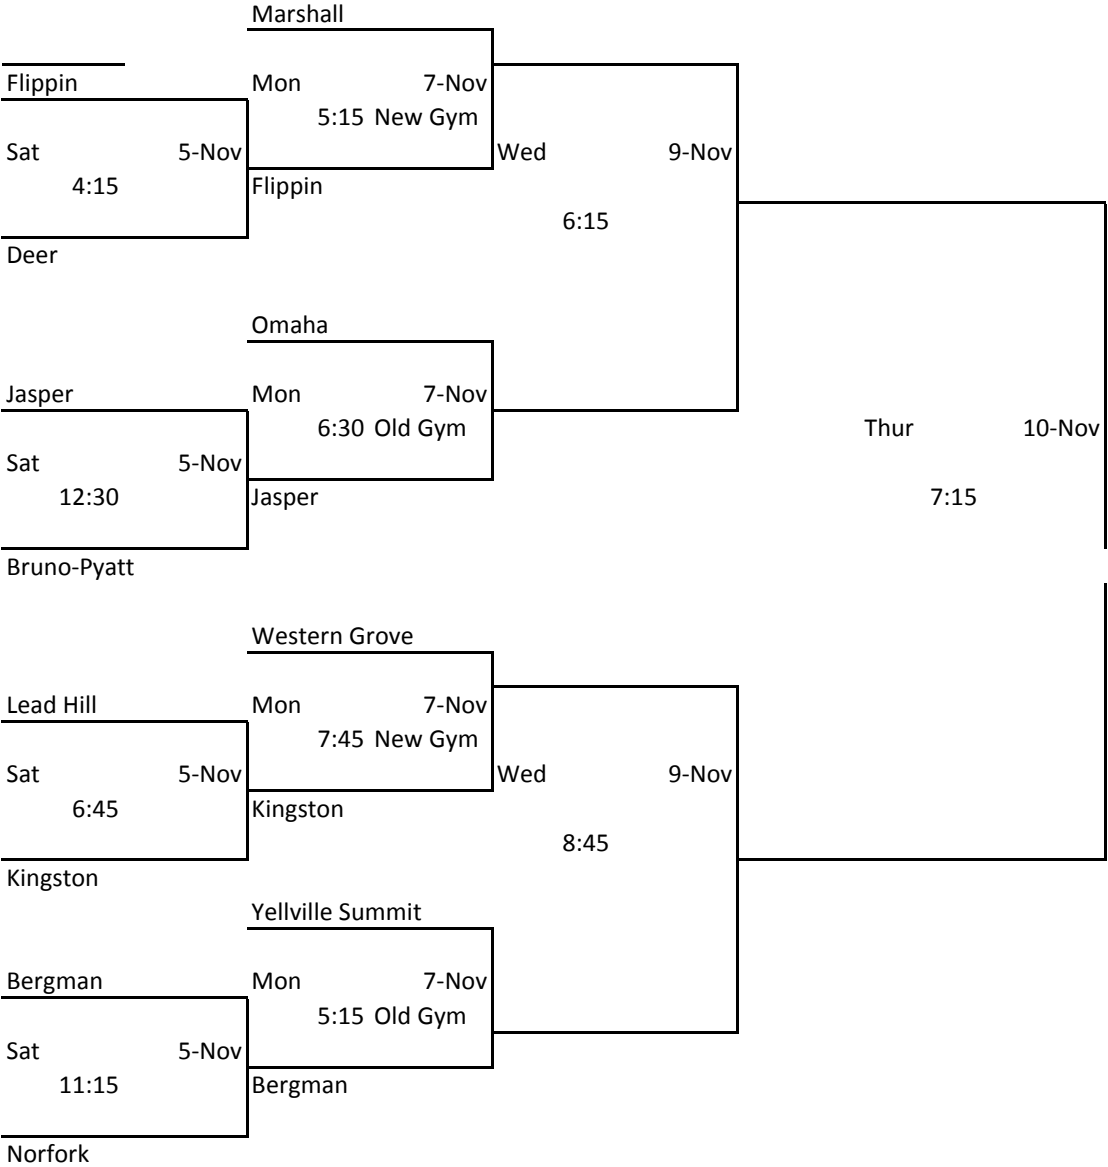 Marshall
Flippin Mon 7-Nov
5:15 New Gym
Sat 5-Nov Wed 9-Nov
4:15 Flippin
6:15
Deer
Omaha
Jasper Mon 7-Nov
6:30 Old Gym Thur 10-Nov
Sat 5-Nov
12:30 Jasper 7:15
Bruno-Pyatt
Western Grove
Lead Hill Mon 7-Nov
7:45 New Gym
Sat 5-Nov Wed 9-Nov
6:45 Kingston
8:45
Kingston
Yellville Summit
Bergman Mon 7-Nov
5:15 Old Gym
Sat 5-Nov
11:15 Bergman
Norfork